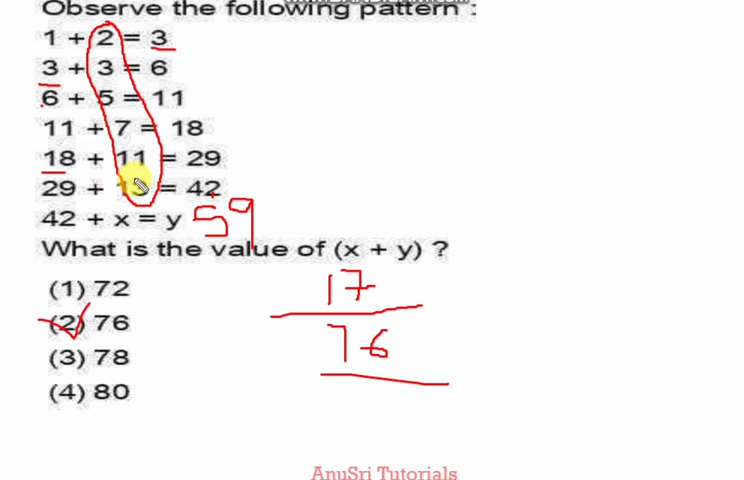 Observe the following pattern :
1 + 2 = 3
3 + 3 = 6
6 + 5 = 11
11 + 7 = 18
18 + 11 = 29
29 + 13 = 42
42 + x = y 59
What is the value of (x + y) ?
(1) 72
17
(2) 76
76
(3) 78
(4) 80
AnuSri Tutorials